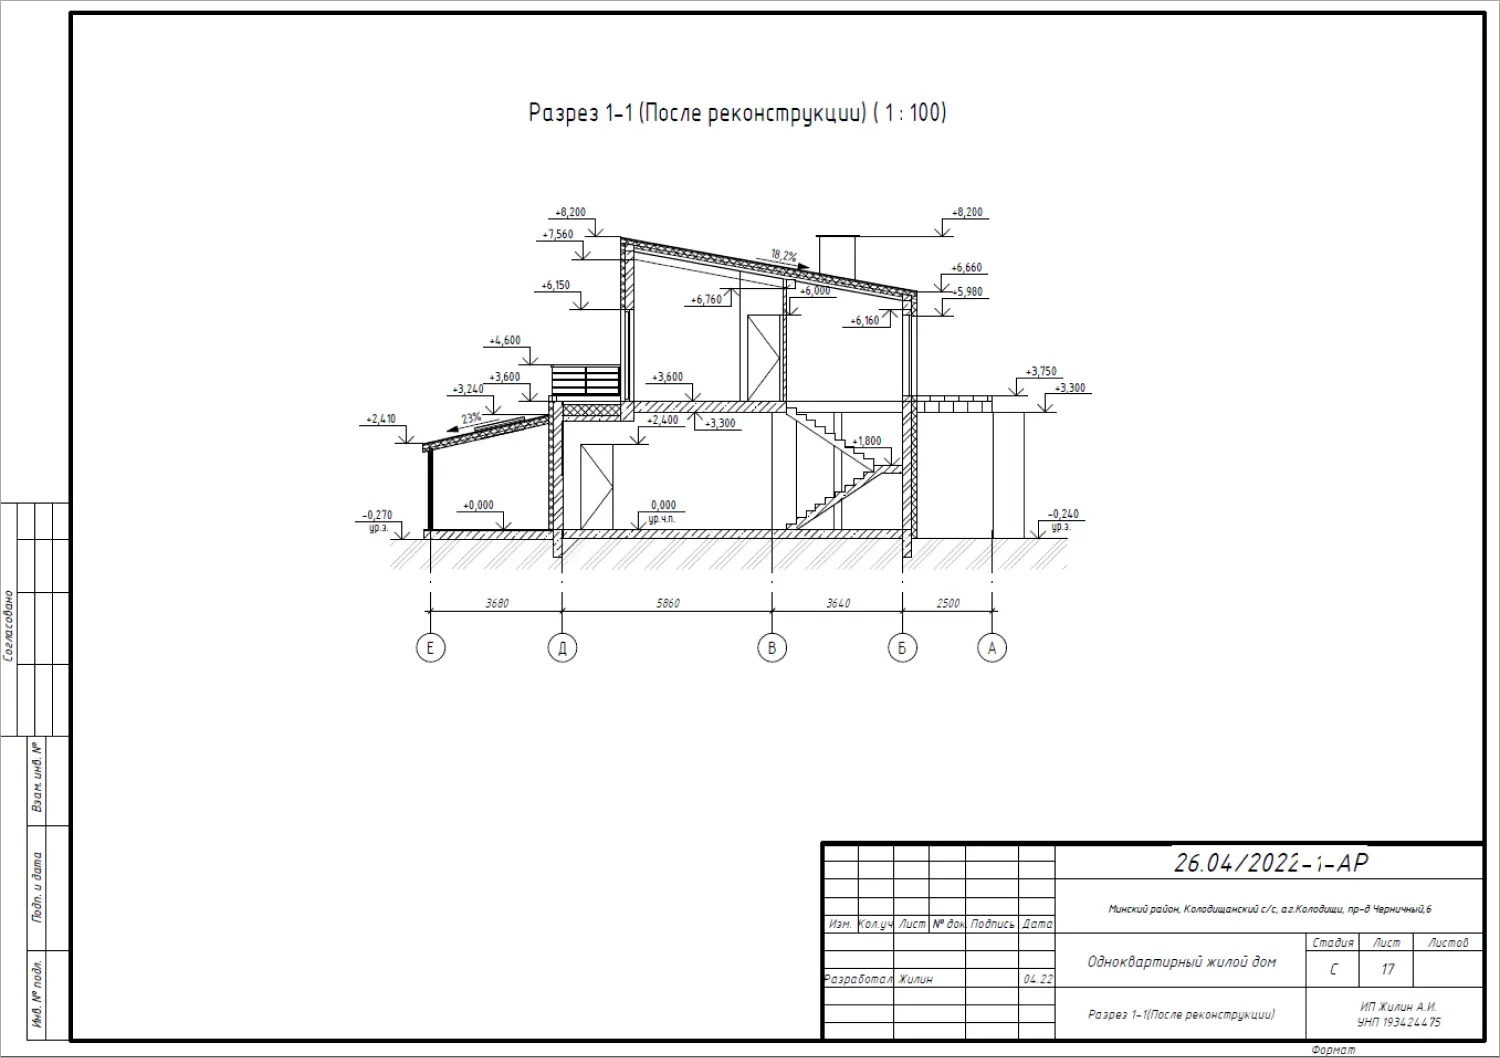 Разрез 1-1 (После реконструкции) ( 1 : 100)
+8,200
+8,200
+7,560
18,2%
+6,660
+6,150
+6,760
+6,000
+5,980
+6,160
+4,600
+3,600
+3,600
+3,750
+3,240
+3,300
+2,410
23%
+2,400
+3,300
+1,800
+0,000
0,000
ур.ч.п.
-0,270
ур.з.
-0,240
ур.з.
3680
5860
3640
2500
Е
Д
В
Б
А
Согласовано
Взам. инв. №
Подп. и дата
Инв. № подл.
26.04/2022-1-АР
Минский район, Колодищанский с/с, а.г.Колодищи, пр-д Черничный,6
Изм. Кол.уч Лист № док. Подпись Дата
Одноквартирный жилой дом
Стадия Лист Листов
С 17
Разработал Жилин 04.22
Разрез 1-1(После реконструкции)
ИП Жилин А.И.
УНП 193424475
Формат